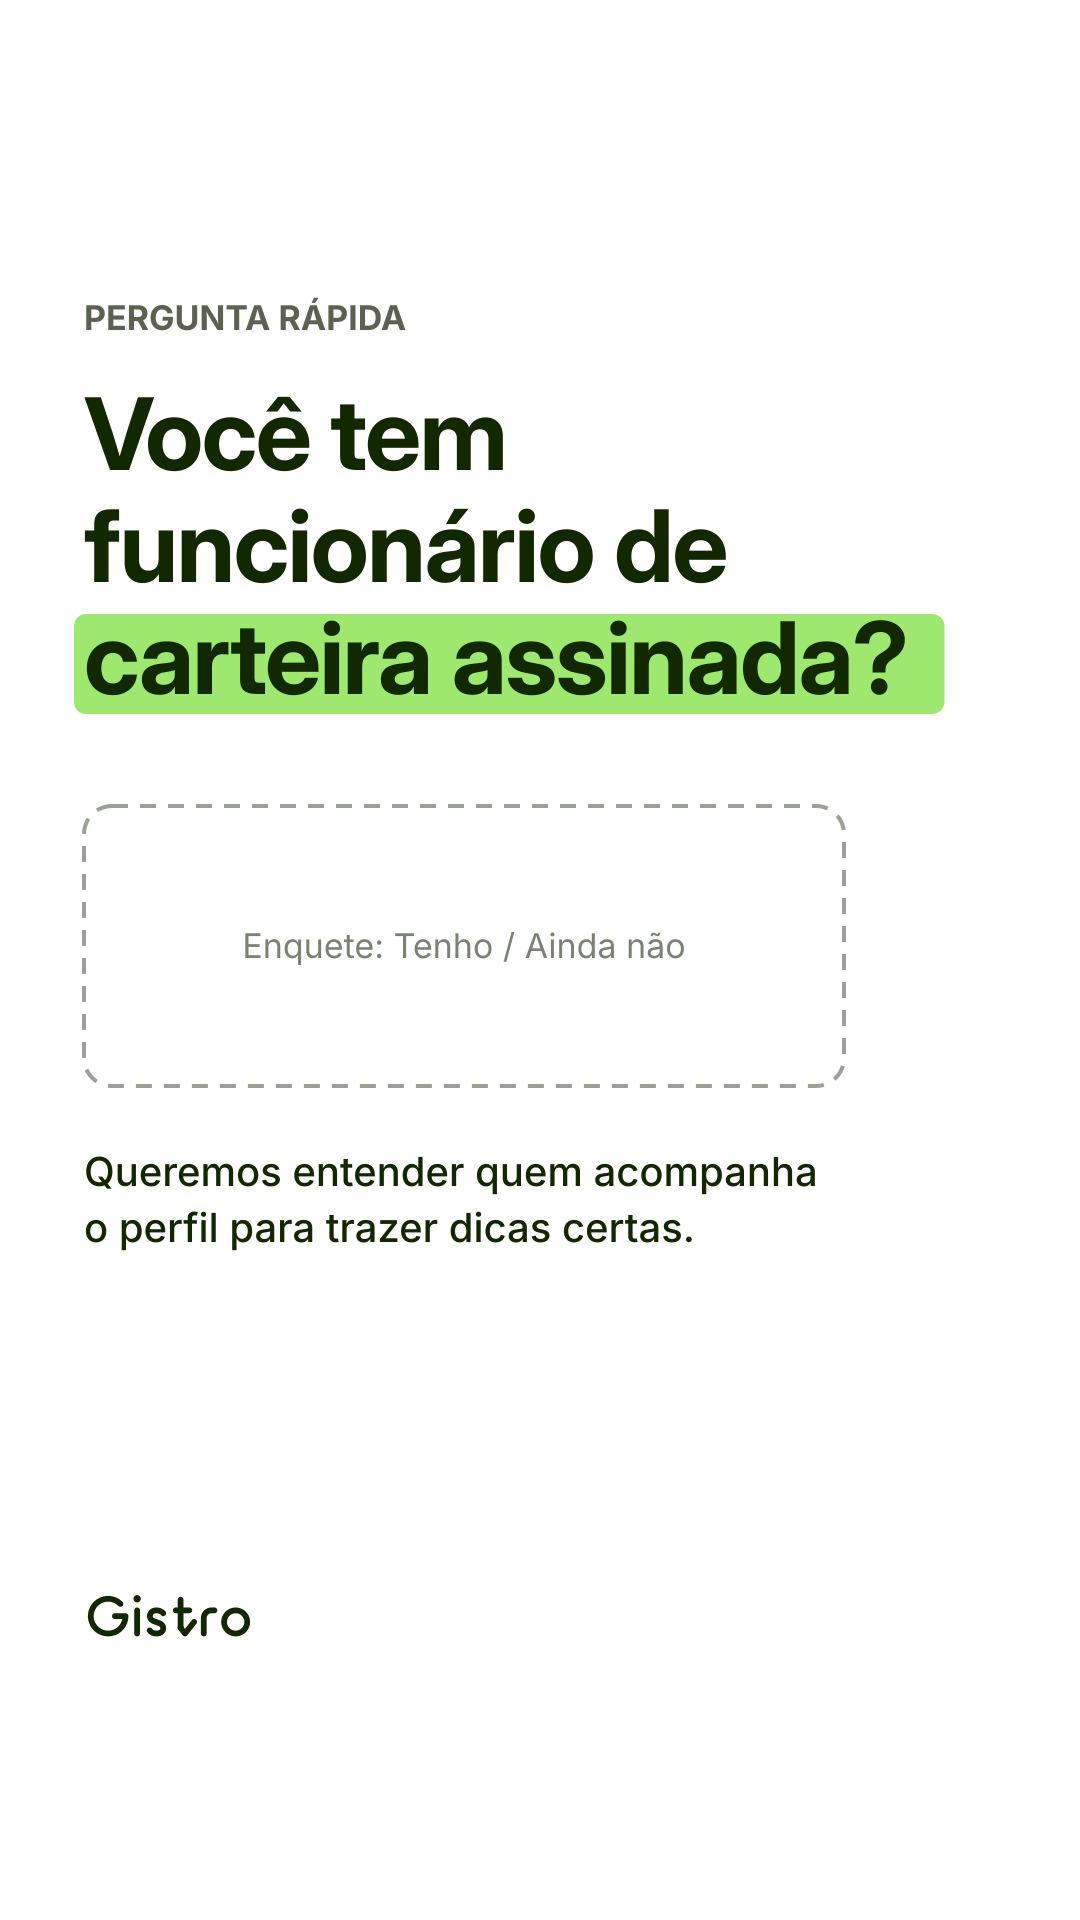 PERGUNTA RÁPIDA
Você tem
funcionário de
carteira assinada?
Enquete: Tenho / Ainda não
Queremos entender quem acompanha
o perfil para trazer dicas certas.
Gistro